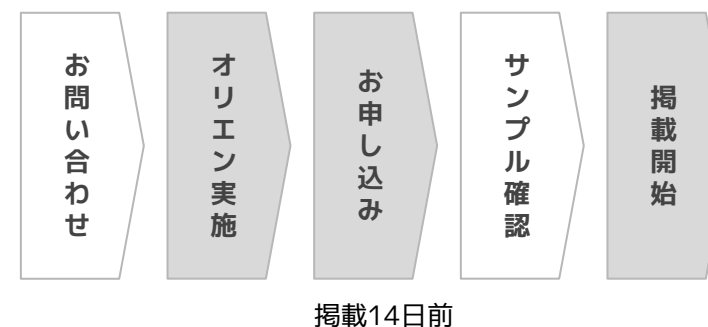 お問い合わせ
オリエン実施
お申し込み
サンプル確認
掲載開始
掲載14日前